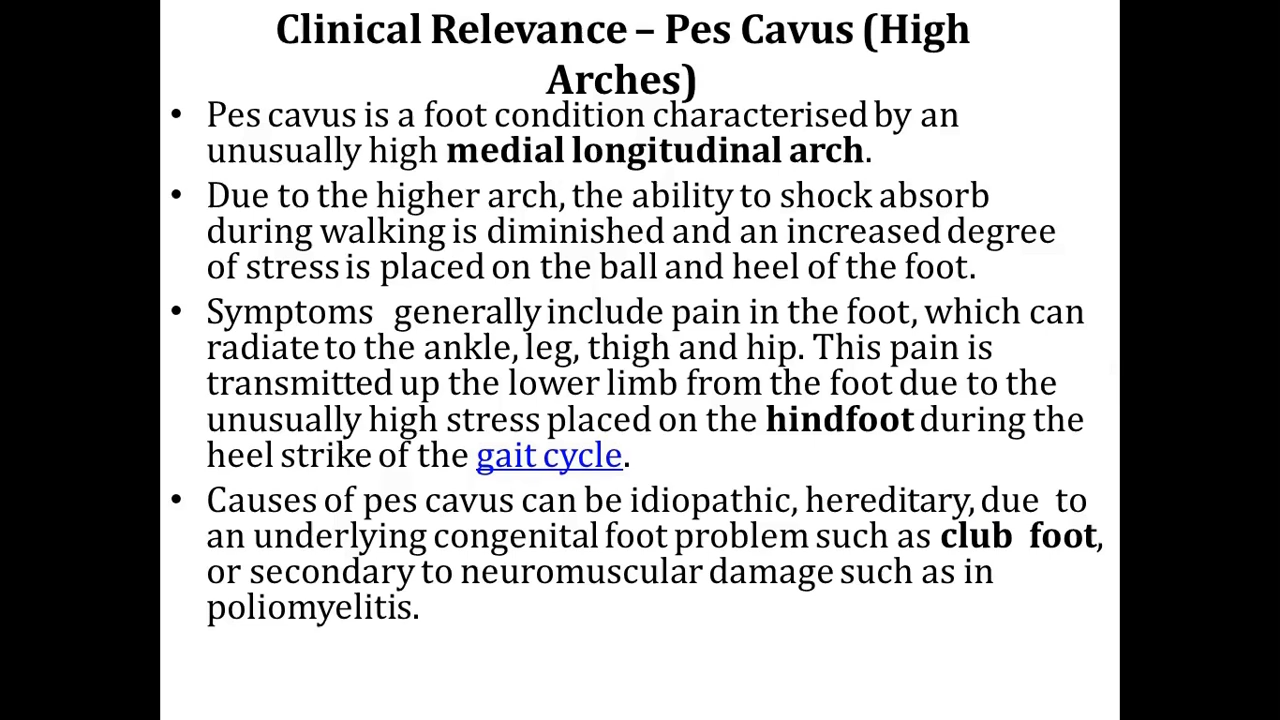 Clinical Relevance – Pes Cavus (High
Arches)
• Pes cavus is a foot condition characterised by an
unusually high medial longitudinal arch.
• Due to the higher arch, the ability to shock absorb
during walking is diminished and an increased degree
of stress is placed on the ball and heel of the foot.
• Symptoms generally include pain in the foot, which can
radiate to the ankle, leg, thigh and hip. This pain is
transmitted up the lower limb from the foot due to the
unusually high stress placed on the hindfoot during the
heel strike of the gait cycle.
• Causes of pes cavus can be idiopathic, hereditary, due to
an underlying congenital foot problem such as club foot,
or secondary to neuromuscular damage such as in
poliomyelitis.